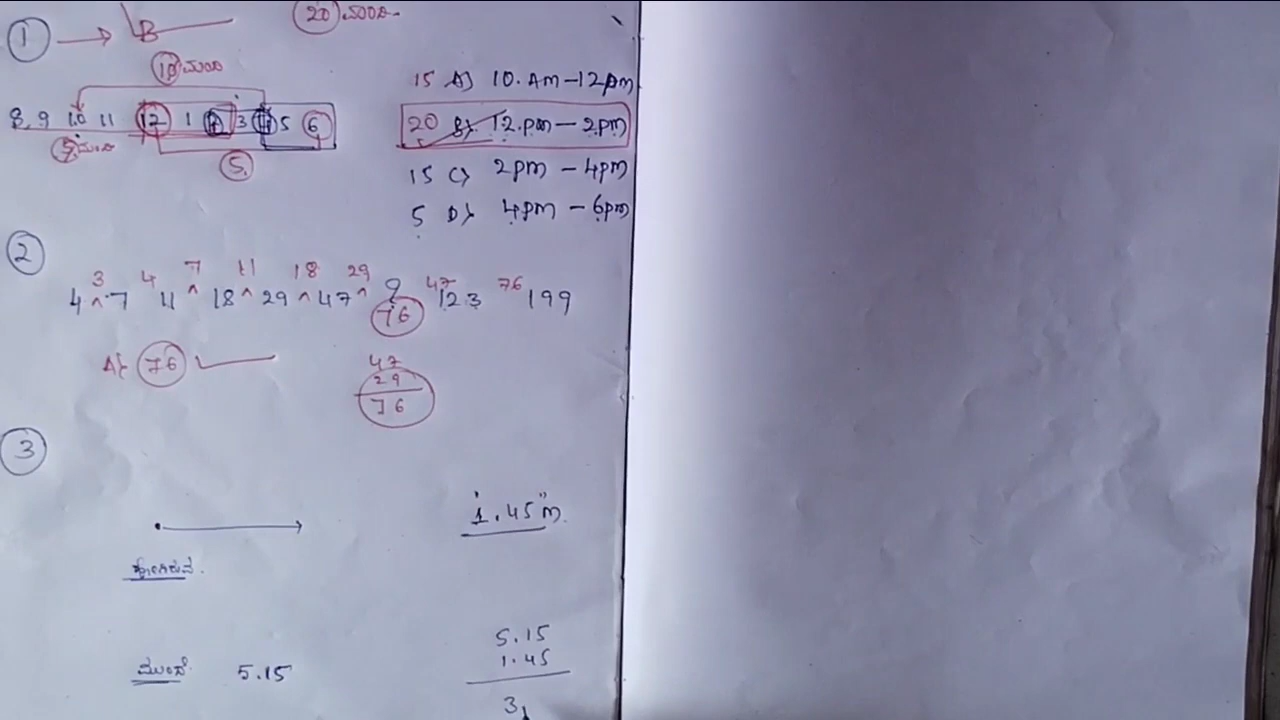 1 → B 20 ಮಂದಿ.
10 ಮಂದಿ
15 A) 10.Am – 12pm
8, 9 10 11 12 1 2 3 4 5 6
20 B) 12.pm – 2pm
5 ಮಂದಿ
5
15 C) 2pm – 4pm
5 D) 4pm – 6pm
2
3 4 7 11 18 29 47 76
4 7 11 18 29 47 ? 123 199
76
A) 76
47
29
76
3
1.45 m.
5.15
1.45
ಮುಂದೆ 5.15
3